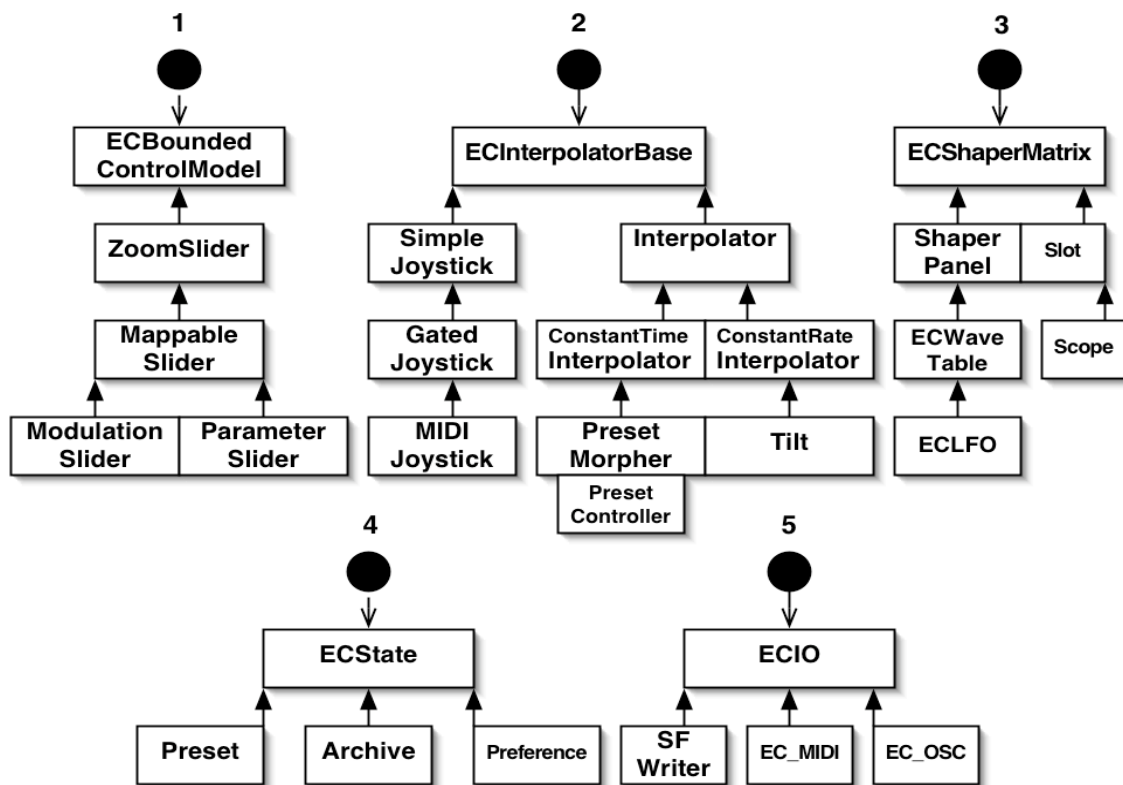 1
ECBounded
ControlModel
ZoomSlider
Mappable
Slider
Modulation
Slider
Parameter
Slider
2
ECInterpolatorBase
Simple
Joystick
Interpolator
Gated
Joystick
ConstantTime
Interpolator
ConstantRate
Interpolator
MIDI
Joystick
Preset
Morpher
Tilt
Preset
Controller
3
ECShaperMatrix
Shaper
Panel
Slot
ECWave
Table
Scope
ECLFO
4
ECState
Preset
Archive
Preference
5
ECIO
SF
Writer
EC_MIDI
EC_OSC